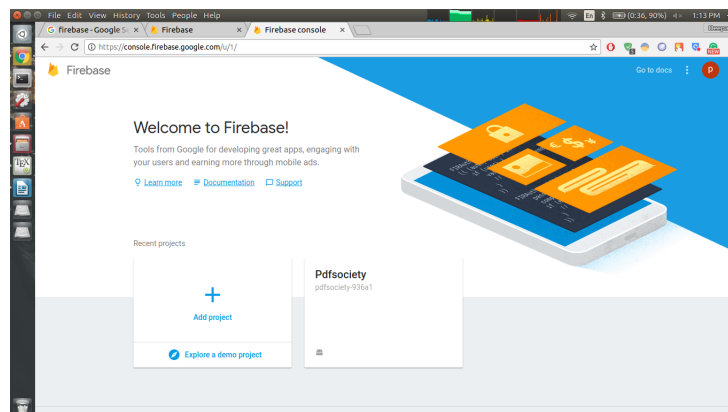 File Edit View History Tools People Help
En
(0:36, 90%)
1:13 PM
firebase - Google Se
Firebase
Firebase console
https://console.firebase.google.com/u/1/
Firebase
Go to docs
p
Welcome to Firebase!
Tools from Google for developing great apps, engaging with
your users and earning more through mobile ads.
Learn more Documentation Support
Recent projects
Add project
Explore a demo project
Pdfsociety
pdfsociety-936a1